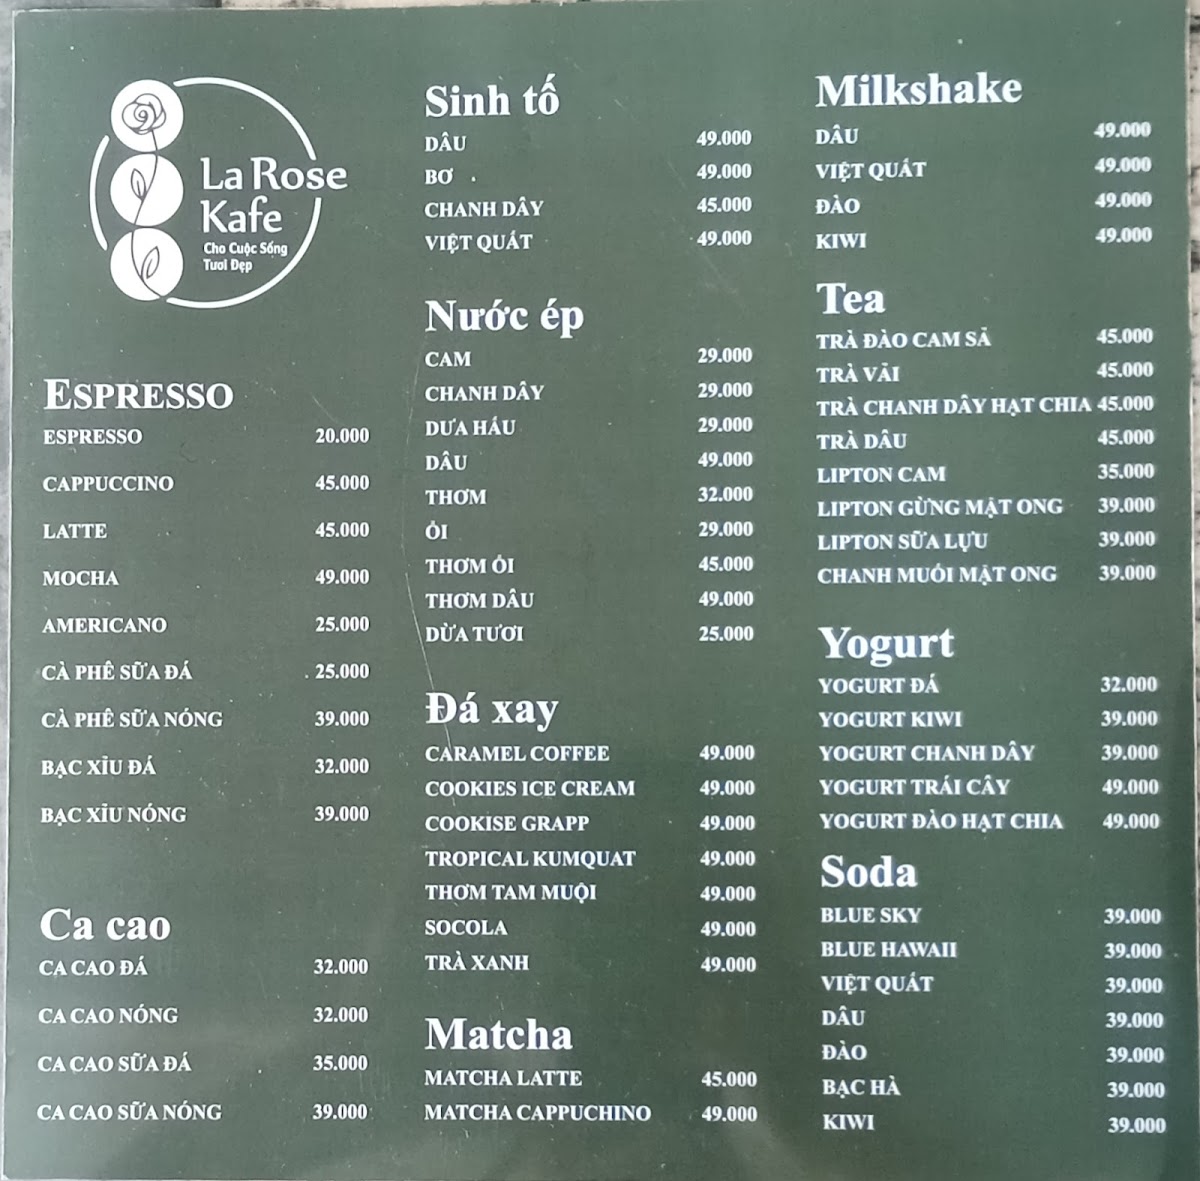 La Rose
Kafe
Cho Cuộc Sống
Tươi Đẹp
ESPRESSO
ESPRESSO 20.000
CAPPUCCINO 45.000
LATTE 45.000
MOCHA 49.000
AMERICANO 25.000
CÀ PHÊ SỮA ĐÁ 25.000
CÀ PHÊ SỮA NÓNG 39.000
BẠC XỈU ĐÁ 32.000
BẠC XỈU NÓNG 39.000
Ca cao
CA CAO ĐÁ 32.000
CA CAO NÓNG 32.000
CA CAO SỮA ĐÁ 35.000
CA CAO SỮA NÓNG 39.000
Sinh tố
DÂU 49.000
BƠ 49.000
CHANH DÂY 45.000
VIỆT QUẤT 49.000
Nước ép
CAM 29.000
CHANH DÂY 29.000
DƯA HẤU 29.000
DÂU 49.000
THƠM 32.000
ỔI 29.000
THƠM ỔI 45.000
THƠM DÂU 49.000
DỪA TƯƠI 25.000
Đá xay
CARAMEL COFFEE 49.000
COOKIES ICE CREAM 49.000
COOKISE GRAPP 49.000
TROPICAL KUMQUAT 49.000
THƠM TAM MUỘI 49.000
SOCOLA 49.000
TRÀ XANH 49.000
Matcha
MATCHA LATTE 45.000
MATCHA CAPPUCHINO 49.000
Milkshake
DÂU 49.000
VIỆT QUẤT 49.000
ĐÀO 49.000
KIWI 49.000
Tea
TRÀ ĐÀO CAM SẢ 45.000
TRÀ VẢI 45.000
TRÀ CHANH DÂY HẠT CHIA 45.000
TRÀ DÂU 45.000
LIPTON CAM 35.000
LIPTON GỪNG MẬT ONG 39.000
LIPTON SỮA LỰU 39.000
CHANH MUỐI MẬT ONG 39.000
Yogurt
YOGURT ĐÁ 32.000
YOGURT KIWI 39.000
YOGURT CHANH DÂY 39.000
YOGURT TRÁI CÂY 49.000
YOGURT ĐÀO HẠT CHIA 49.000
Soda
BLUE SKY 39.000
BLUE HAWAII 39.000
VIỆT QUẤT 39.000
DÂU 39.000
ĐÀO 39.000
BẠC HÀ 39.000
KIWI 39.000